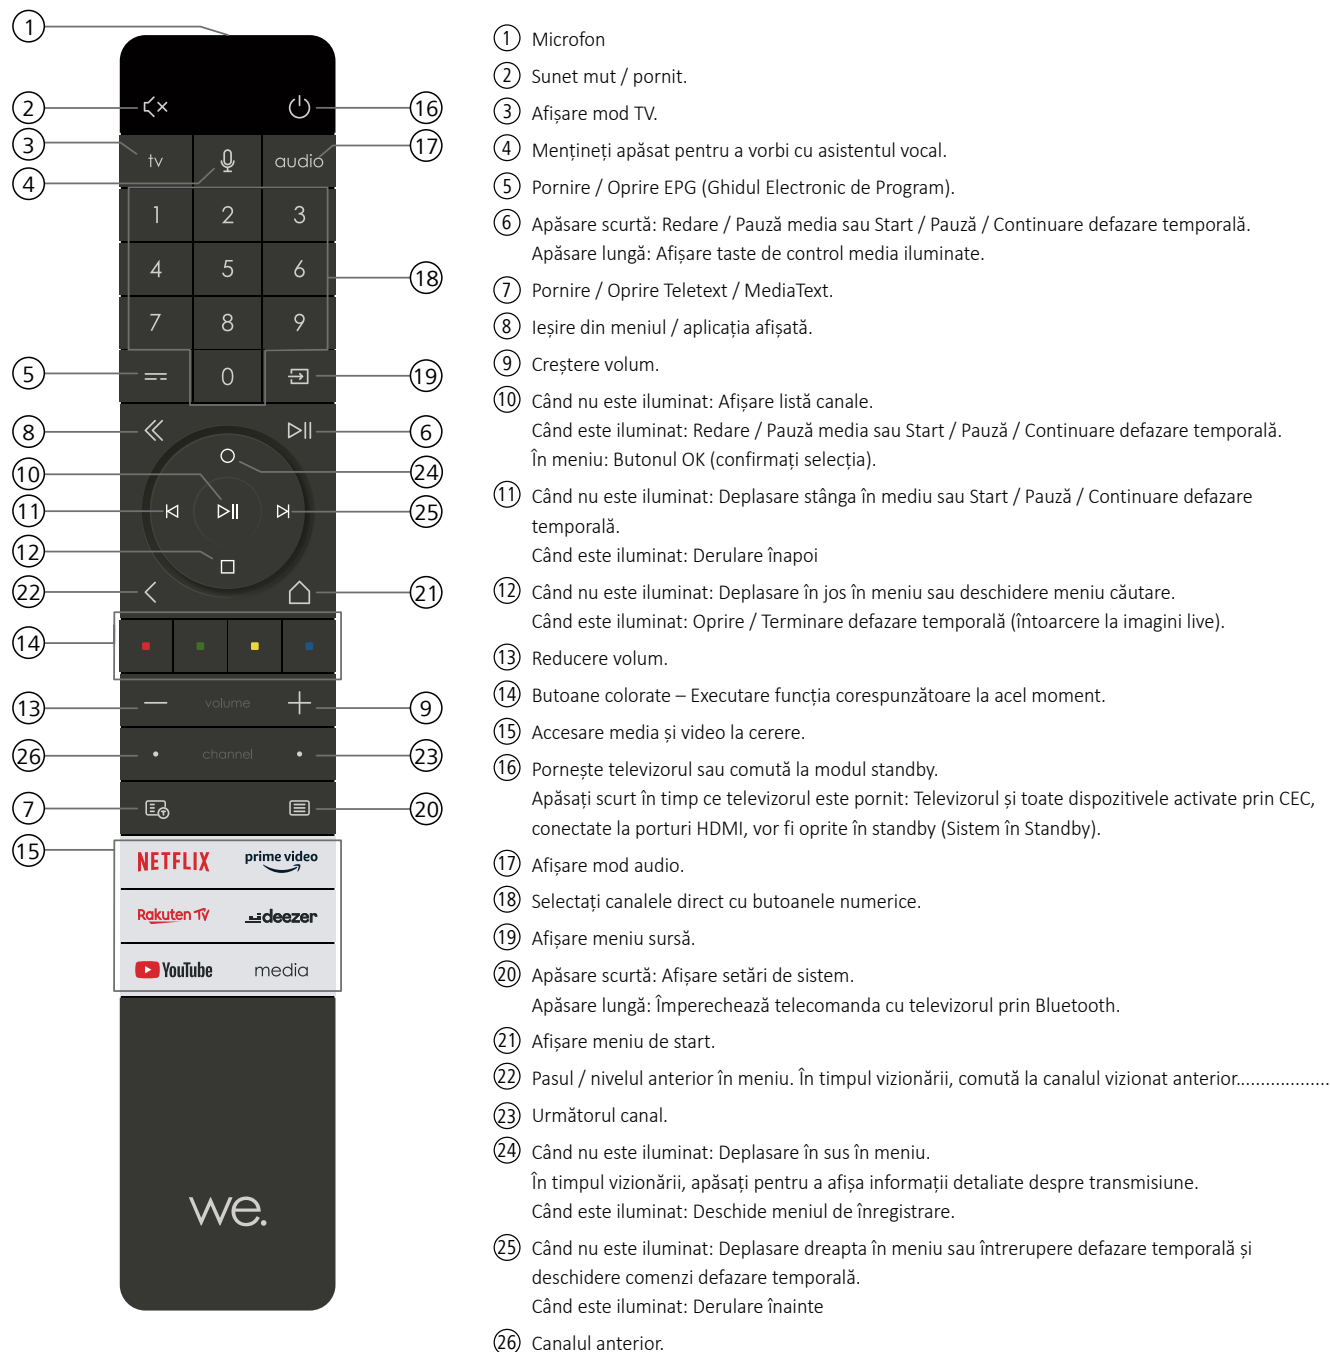 1
2
3
4
5
8
10
11
12
22
14
13
26
7
15
tv
audio
1 2 3
4 5 6
7 8 9
0
volume
channel
NETFLIX prime video
Rakuten TV deezer
YouTube media
we.
16
17
18
19
6
24
25
21
9
23
20
1 Microfon
2 Sunet mut / pornit.
3 Afișare mod TV.
4 Mențineți apăsat pentru a vorbi cu asistentul vocal.
5 Pornire / Oprire EPG (Ghidul Electronic de Program).
6 Apăsare scurtă: Redare / Pauză media sau Start / Pauză / Continuare defazare temporală.
Apăsare lungă: Afișare taste de control media iluminate.
7 Pornire / Oprire Teletext / MediaText.
8 Ieșire din meniul / aplicația afișată.
9 Creștere volum.
10 Când nu este iluminat: Afișare listă canale.
Când este iluminat: Redare / Pauză media sau Start / Pauză / Continuare defazare temporală.
În meniu: Butonul OK (confirmați selecția).
11 Când nu este iluminat: Deplasare stânga în mediu sau Start / Pauză / Continuare defazare
temporală.
Când este iluminat: Derulare înapoi
12 Când nu este iluminat: Deplasare în jos în meniu sau deschidere meniu căutare.
Când este iluminat: Oprire / Terminare defazare temporală (întoarcere la imagini live).
13 Reducere volum.
14 Butoane colorate – Executare funcția corespunzătoare la acel moment.
15 Accesare media și video la cerere.
16 Pornește televizorul sau comută la modul standby.
Apăsați scurt în timp ce televizorul este pornit: Televizorul și toate dispozitivele activate prin CEC,
conectate la porturi HDMI, vor fi oprite în standby (Sistem în Standby).
17 Afișare mod audio.
18 Selectați canalele direct cu butoanele numerice.
19 Afișare meniu sursă.
20 Apăsare scurtă: Afișare setări de sistem.
Apăsare lungă: Împerechează telecomanda cu televizorul prin Bluetooth.
21 Afișare meniu de start.
22 Pasul / nivelul anterior în meniu. În timpul vizionării, comută la canalul vizionat anterior...................
23 Următorul canal.
24 Când nu este iluminat: Deplasare în sus în meniu.
În timpul vizionării, apăsați pentru a afișa informații detaliate despre transmisiune.
Când este iluminat: Deschide meniul de înregistrare.
25 Când nu este iluminat: Deplasare dreapta în meniu sau întrerupere defazare temporală și
deschidere comenzi defazare temporală.
Când este iluminat: Derulare înainte
26 Canalul anterior.